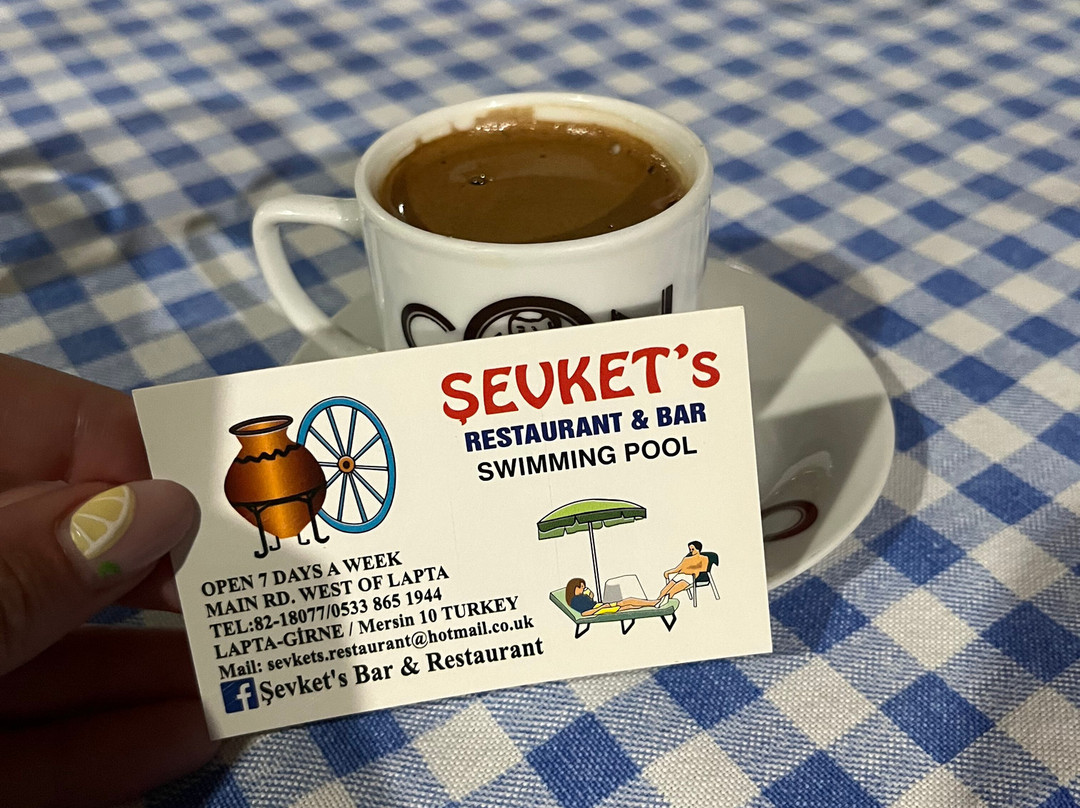 ŞEVKET's
RESTAURANT & BAR
SWIMMING POOL
OPEN 7 DAYS A WEEK
MAIN RD. WEST OF LAPTA
TEL:82-18077/0533 865 1944
LAPTA-GİRNE / Mersin 10 TURKEY
Mail: sevkets.restaurant@hotmail.co.uk
f Şevket's Bar & Restaurant